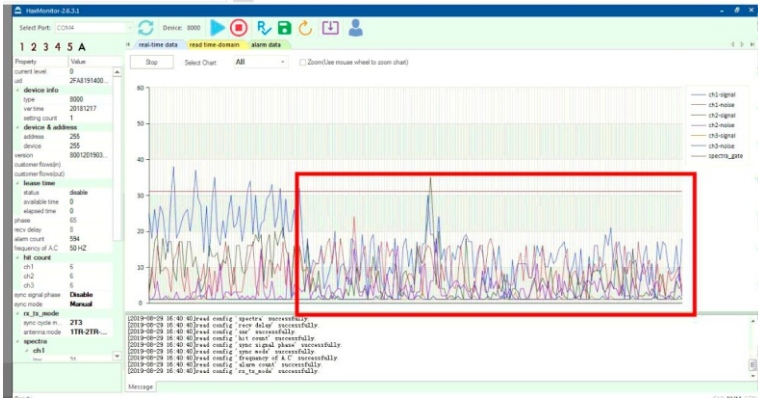 HaxMonitor-2.6.3.1
Select Port: COM4
Device: 8000
1 2 3 4 5 A
real-time data read time-domain alarm data
Property Value
Stop Select Chart: All Zoom(Use mouse wheel to zoom chart)
current level 0
uid 2FA8191400...
device info
type 8000
ver time 20181217
setting count 1
device & address
address 255
device 255
version 8001201903...
customer flows(in)
customer flows(out)
lease time
status disable
available time 0
elapsed time 0
phase 65
recv delay 8
alarm count 594
frequency of A.C 50 HZ
hit count
ch1 6
ch2 6
ch3 6
sync signal phase Disable
sync mode Manual
rx_tx_mode
sync cycle m... 2T3
antenna mode 1TR-2TR-...
spectra
ch1
60
50
40
30
20
10
0
ch1-signal
ch1-noise
ch2-signal
ch2-noise
ch3-signal
ch3-noise
spectra_gate
[2019-08-29 16:40:40]read config 'spectra' successfully.
[2019-08-29 16:40:40]read config 'recv delay' successfully.
[2019-08-29 16:40:40]read config 'snr' successfully.
[2019-08-29 16:40:40]read config 'hit count' successfully.
[2019-08-29 16:40:40]read config 'sync signal phase' successfully.
[2019-08-29 16:40:40]read config 'sync mode' successfully.
[2019-08-29 16:40:40]read config 'frequency of A.C' successfully.
[2019-08-29 16:40:40]read config 'alarm count' successfully.
[2019-08-29 16:40:40]read config 'rx_tx_mode' successfully.
Message